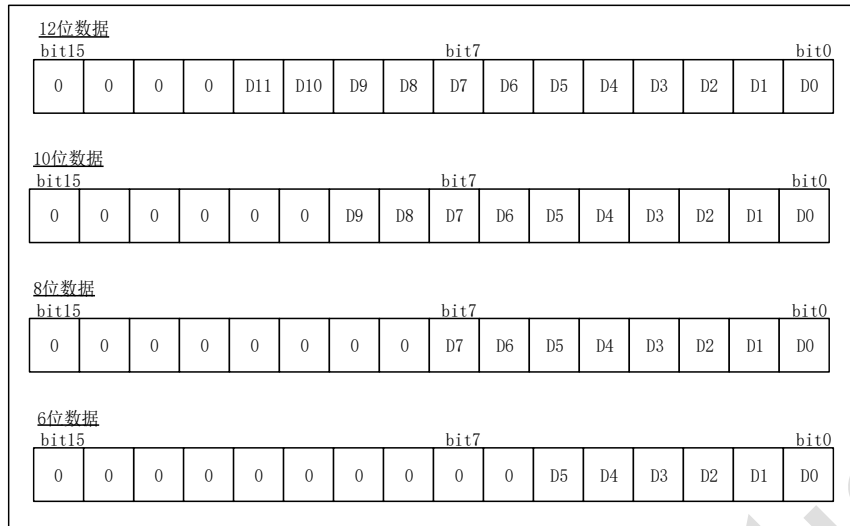 12位数据
bit15 bit7 bit0
0 0 0 0 D11 D10 D9 D8 D7 D6 D5 D4 D3 D2 D1 D0
10位数据
bit15 bit7 bit0
0 0 0 0 0 0 D9 D8 D7 D6 D5 D4 D3 D2 D1 D0
8位数据
bit15 bit7 bit0
0 0 0 0 0 0 0 0 D7 D6 D5 D4 D3 D2 D1 D0
6位数据
bit15 bit7 bit0
0 0 0 0 0 0 0 0 0 0 D5 D4 D3 D2 D1 D0